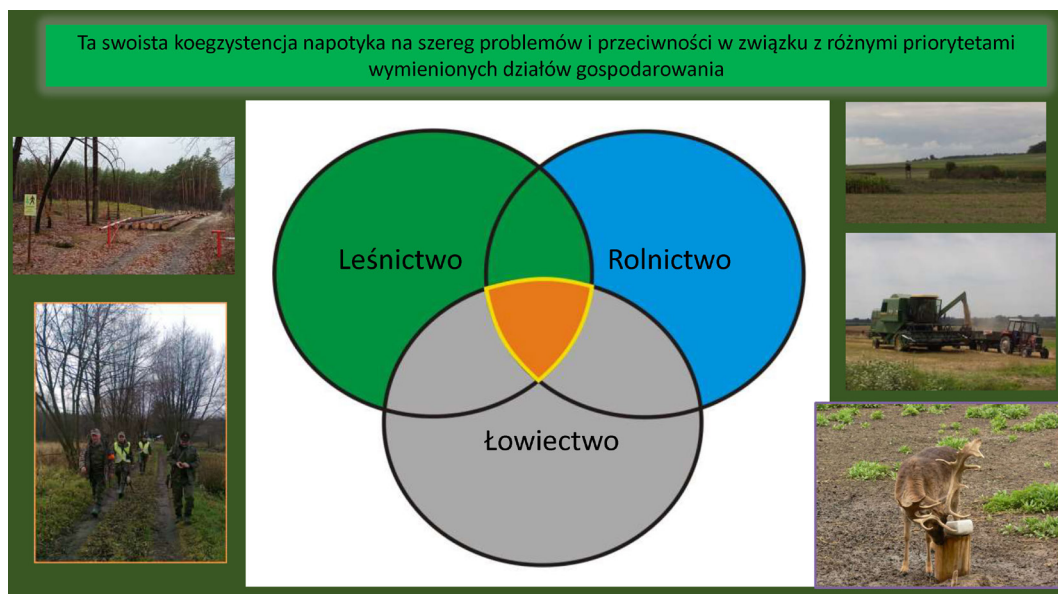 Ta swoista koegzystencja napotyka na szereg problemów i przeciwności w związku z różnymi priorytetami
wymienionych działów gospodarowania
Leśnictwo
Rolnictwo
Łowiectwo